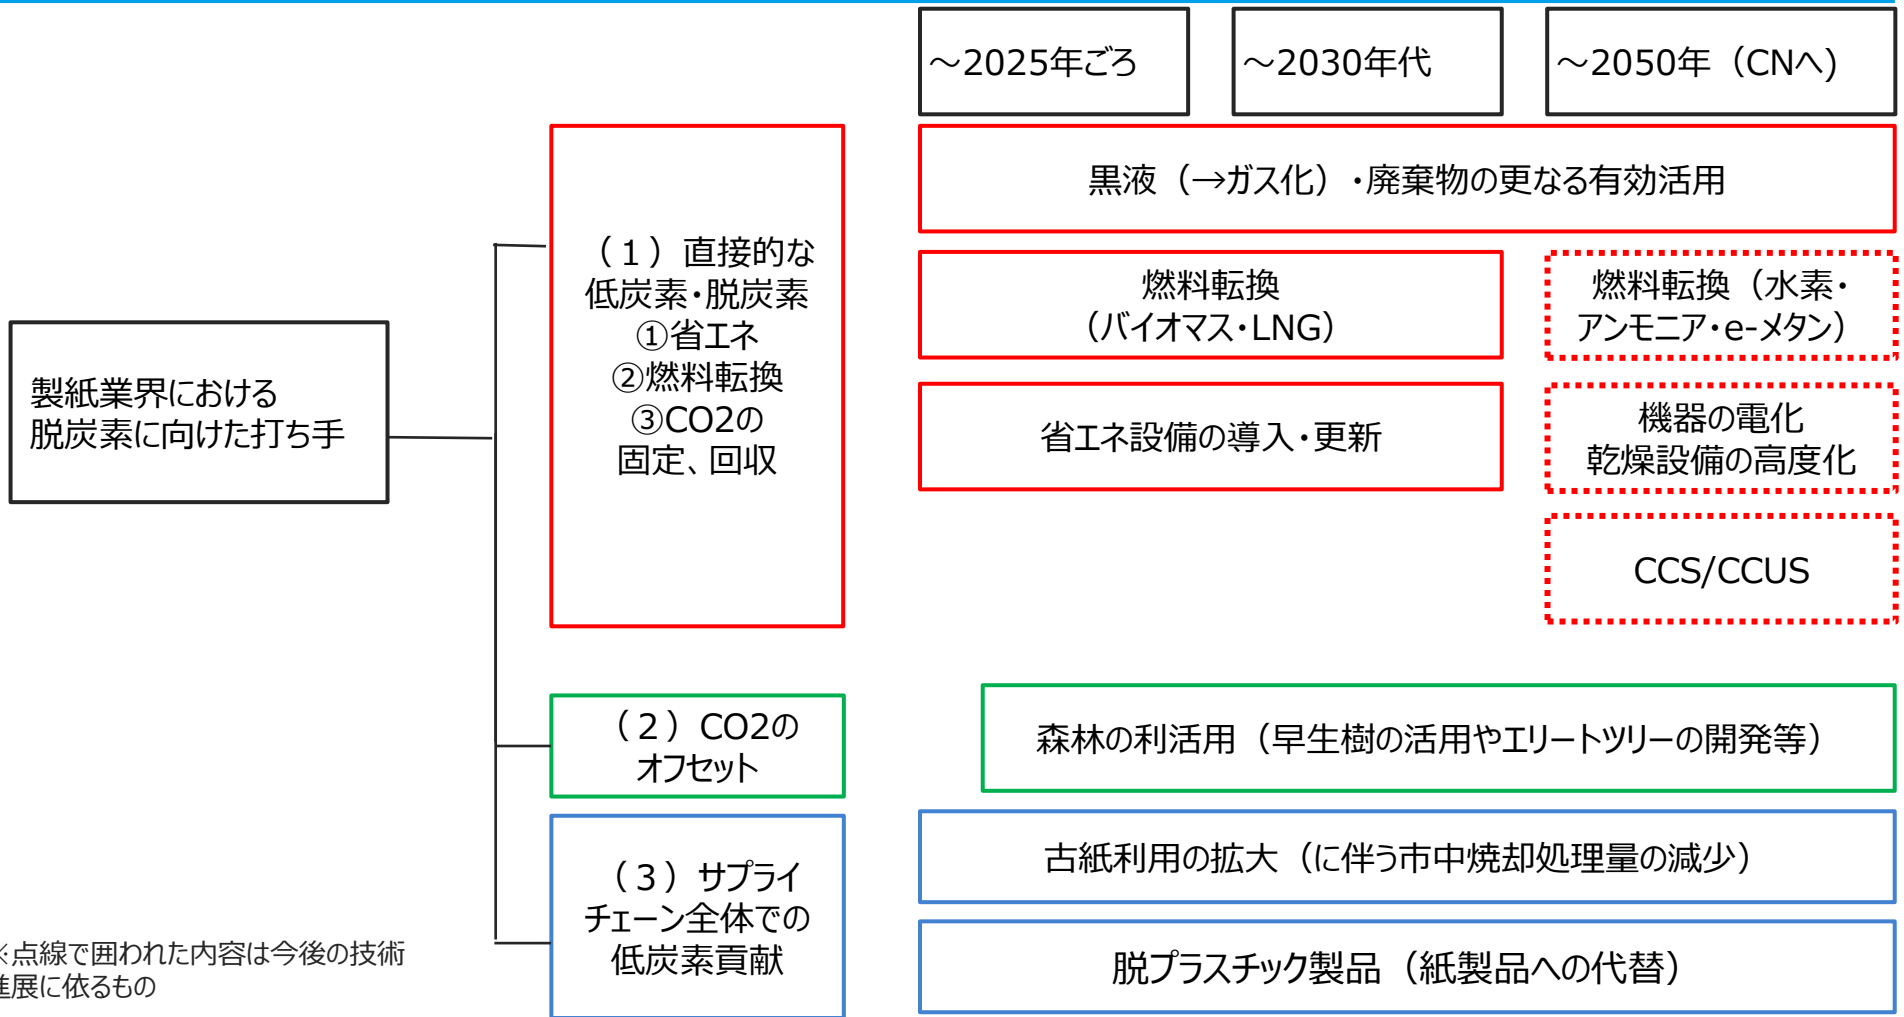 ~2025年ごろ
~2030年代
~2050年（CNへ)
製紙業界における
脱炭素に向けた打ち手
（１）直接的な
低炭素・脱炭素
①省エネ
②燃料転換
③CO2の
固定、回収
黒液（→ガス化）・廃棄物の更なる有効活用
燃料転換
（バイオマス・LNG）
燃料転換（水素・
アンモニア・e-メタン）
省エネ設備の導入・更新
機器の電化
乾燥設備の高度化
CCS/CCUS
（２）CO2の
オフセット
森林の利活用（早生樹の活用やエリートツリーの開発等）
（３）サプライ
チェーン全体での
低炭素貢献
古紙利用の拡大（に伴う市中焼却処理量の減少）
脱プラスチック製品（紙製品への代替）
※点線で囲われた内容は今後の技術
進展に依るもの